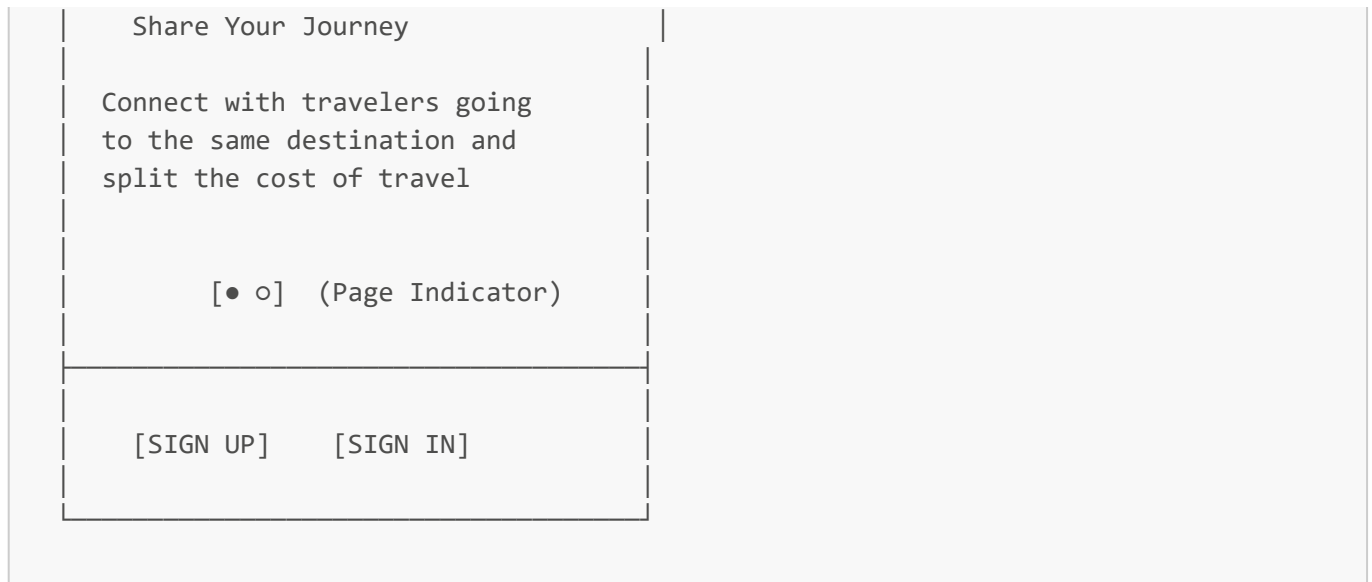 Share Your Journey
Connect with travelers going
to the same destination and
split the cost of travel
[● ○] (Page Indicator)
[SIGN UP] [SIGN IN]